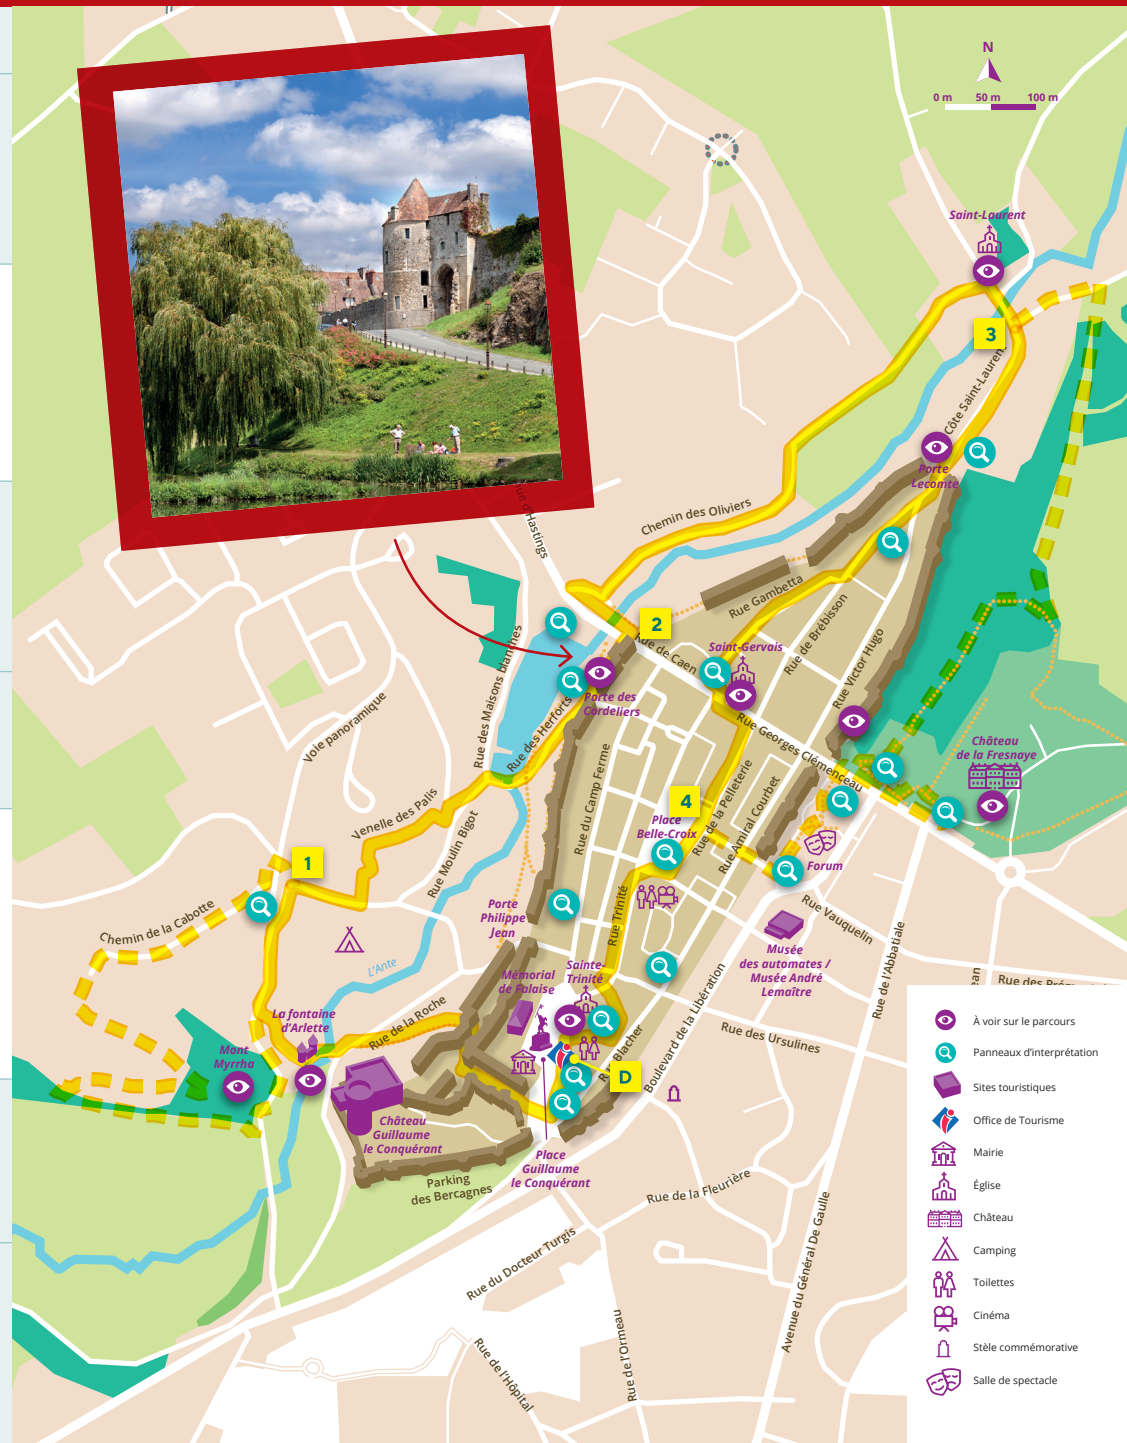 N
0 m 50 m 100 m
Saint-Laurent
3
Côte Saint-Laurent
Porte
Lecomte
Rue d'Hastings
Chemin des Oliviers
Rue Gambetta
2
Rue de Caen
Saint-Gervais
Rue de Brébisson
Rue Victor Hugo
Rue des Maisons blanches
Porte des
Cordeliers
Rue des Herforts
Voie panoramique
Rue Georges Clémenceau
Château
de la Fresnaye
Venelle des Palis
Rue du Camp Ferme
4
Place
Belle-Croix
Rue de la Pelleterie
Rue Amiral Courbet
Rue Moulin Bigot
1
Forum
Chemin de la Cabotte
Porte
Philippe
Jean
Rue Trinité
Rue Vauquelin
L'Ante
Musée
des automates /
Musée André
Lemaître
Rue de l'Abbatiale
Mémorial
de Falaise
Sainte-
Trinité
La fontaine
d'Arlette
Rue de la Roche
Rue des Ursulines
Boulevard de la Libération
Mont
Myrrha
Blacher
D
Château
Guillaume
le Conquérant
Place
Guillaume
le Conquérant
Parking
des Bercagnes
Rue de la Fleurière
Rue du Docteur Turgis
Avenue du Général De Gaulle
Rue de l'Ormeau
Rue de l'Hôpital
À voir sur le parcours
Panneaux d'interprétation
Sites touristiques
Office de Tourisme
Mairie
Église
Château
Camping
Toilettes
Cinéma
Stèle commémorative
Salle de spectacle